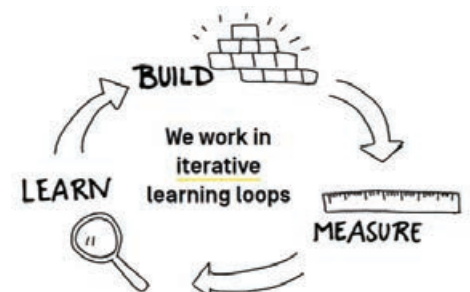 BUILD
We work in
iterative
learning loops
LEARN
MEASURE